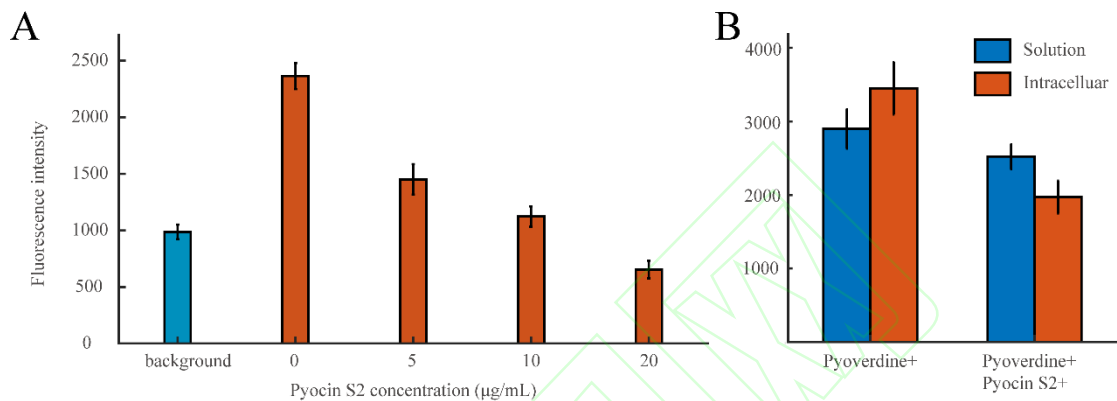 A
Fluorescence intensity
2500
2000
1500
1000
500
0
background 0 5 10 20
Pyocin S2 concentration (μg/mL)
B
Solution
Intracelluar
4000
3000
2000
1000
Pyoverdine+
Pyoverdine+
Pyocin S2+